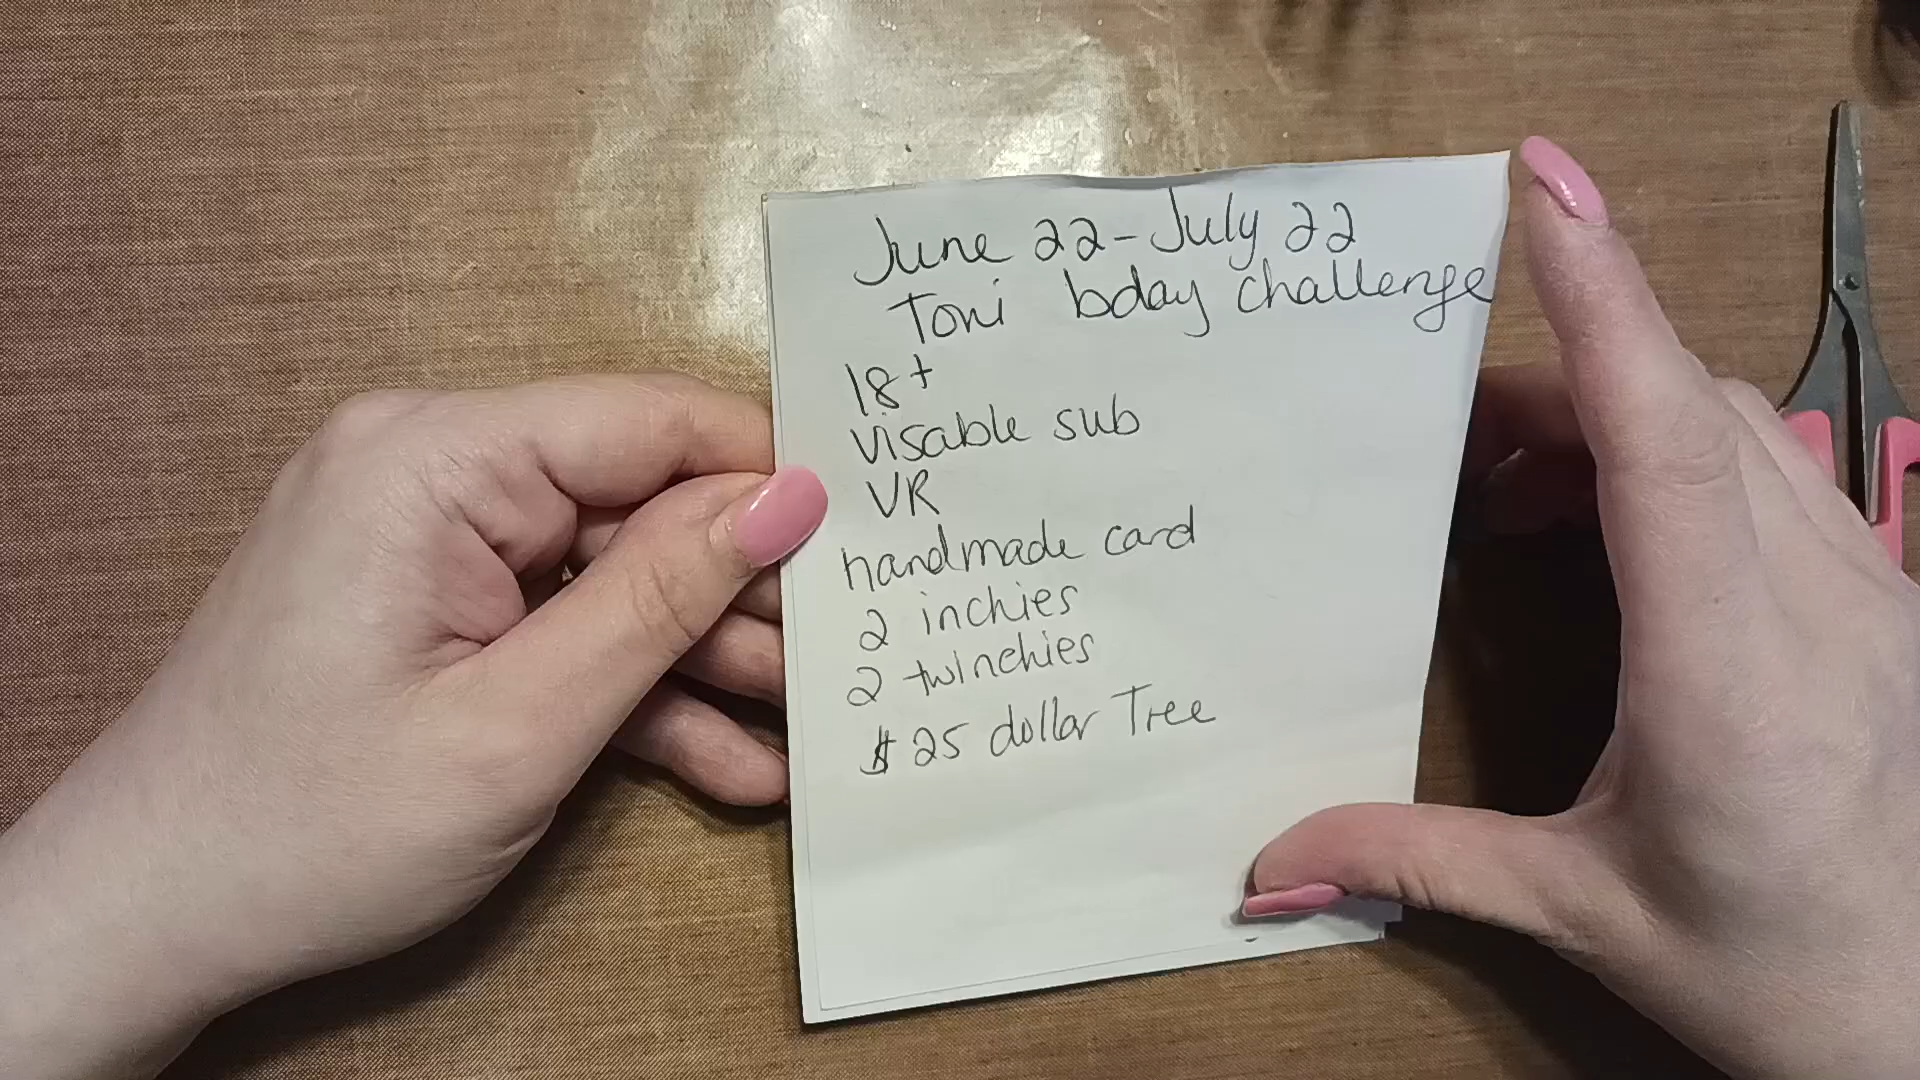 June 22-July 22
Toni bday challenge
18+
visable sub
VR
handmade card
2 inchies
2 twinchies
$25 dollar Tree